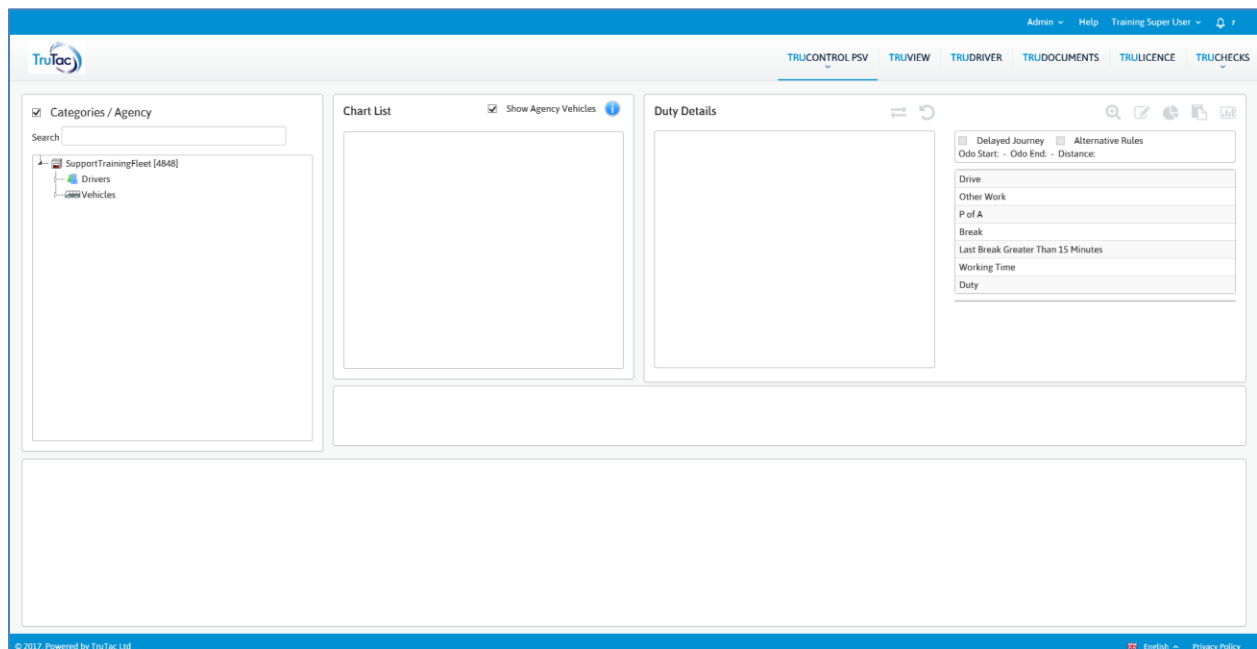 Admin Help Training Super User 7
TruTac
TRUCONTROL PSV TRUVIEW TRUDRIVER TRUDOCUMENTS TRULICENCE TRUCHECKS
Categories / Agency
Search
SupportTrainingFleet [4848]
Drivers
Vehicles
Chart List Show Agency Vehicles
Duty Details
Delayed Journey Alternative Rules
Odo Start: - Odo End: - Distance:
Drive
Other Work
P of A
Break
Last Break Greater Than 15 Minutes
Working Time
Duty
© 2017 Powered by TruTac Ltd English Privacy Policy